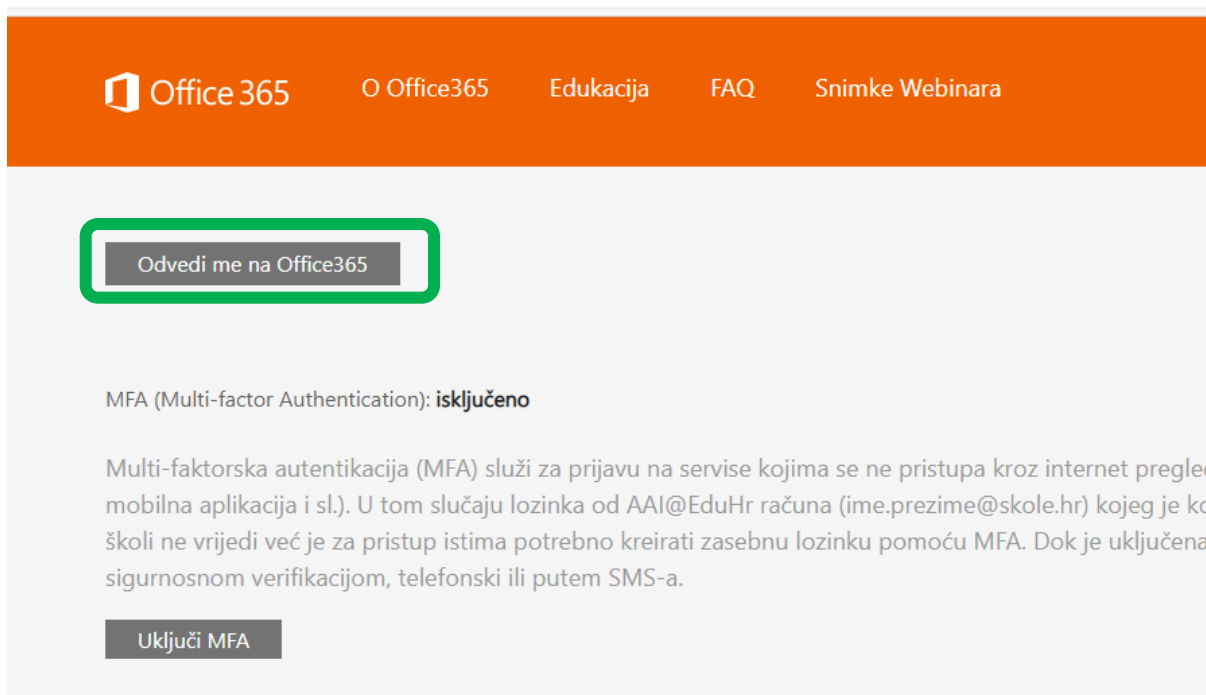 Office 365 O Office365 Edukacija FAQ Snimke Webinara
Odvedi me na Office365
MFA (Multi-factor Authentication): isključeno
Multi-faktorska autentikacija (MFA) služi za prijavu na servise kojima se ne pristupa kroz internet
mobilna aplikacija i sl.). U tom slučaju lozinka od AAI@EduHr računa (ime.prezime@skole.hr) kojeg je
školi ne vrijedi već je za pristup istima potrebno kreirati zasebnu lozinku pomoću MFA. Dok je uključena
sigurnosnom verifikacijom, telefonski ili putem SMS-a.
Uključi MFA